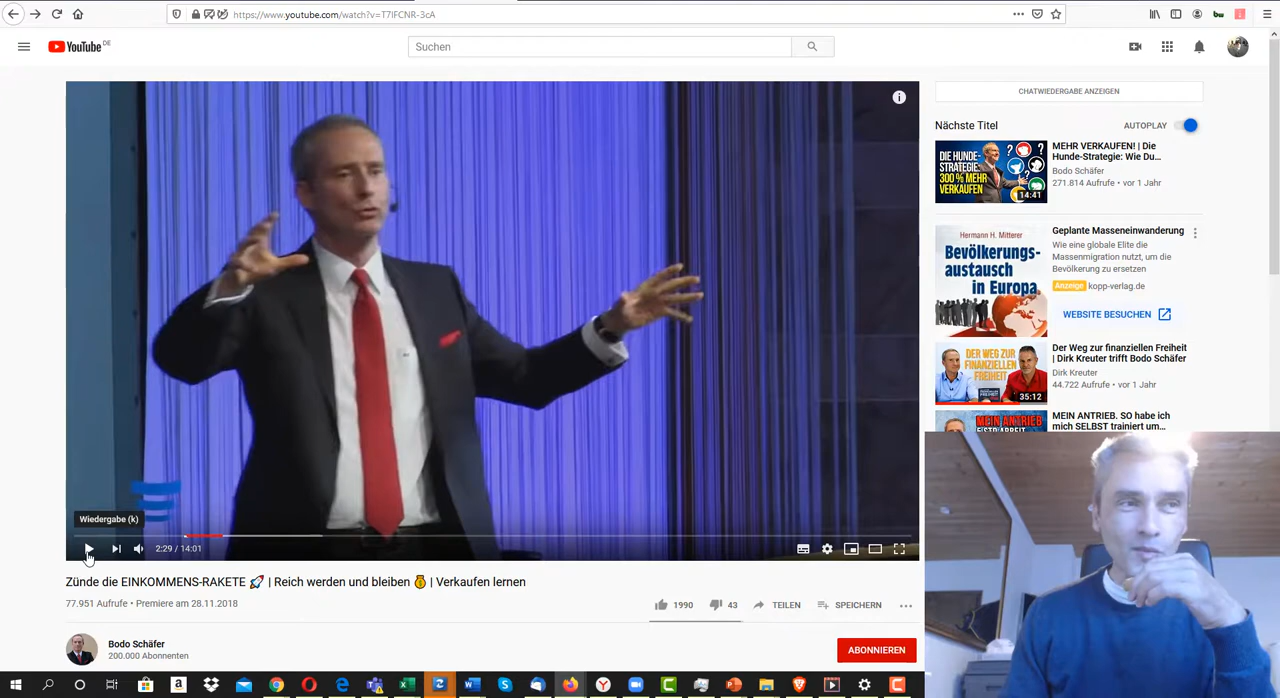 https://www.youtube.com/watch?v=T7lFCNR-3cA
YouTube DE
Suchen
CHATWIEDERGABE ANZEIGEN
Nächste Titel
AUTOPLAY
DIE HUNDE-
STRATEGIE:
300 % MEHR
VERKAUFEN
14:41
MEHR VERKAUFEN! | Die
Hunde-Strategie: Wie Du...
Bodo Schäfer
271.814 Aufrufe • vor 1 Jahr
Hermann H. Mitterer
Bevölkerungs-
austausch
in Europa
Geplante Masseneinwanderung
Wie eine globale Elite die
Massenmigration nutzt, um die
Bevölkerung zu ersetzen
Anzeige kopp-verlag.de
WEBSITE BESUCHEN
DER WEG ZUR
FINANZIELLEN
FREIHEIT
35:12
Der Weg zur finanziellen Freiheit
| Dirk Kreuter trifft Bodo Schäfer
Dirk Kreuter
44.722 Aufrufe • vor 1 Jahr
MEIN ANTRIEB
MEIN ANTRIEB. SO habe ich
mich SELBST trainiert um...
Wiedergabe (k)
2:29 / 14:01
Zünde die EINKOMMENS-RAKETE 🚀 | Reich werden und bleiben 💰 | Verkaufen lernen
77.951 Aufrufe • Premiere am 28.11.2018
1990
43
TEILEN
SPEICHERN
Bodo Schäfer
200.000 Abonnenten
ABONNIEREN